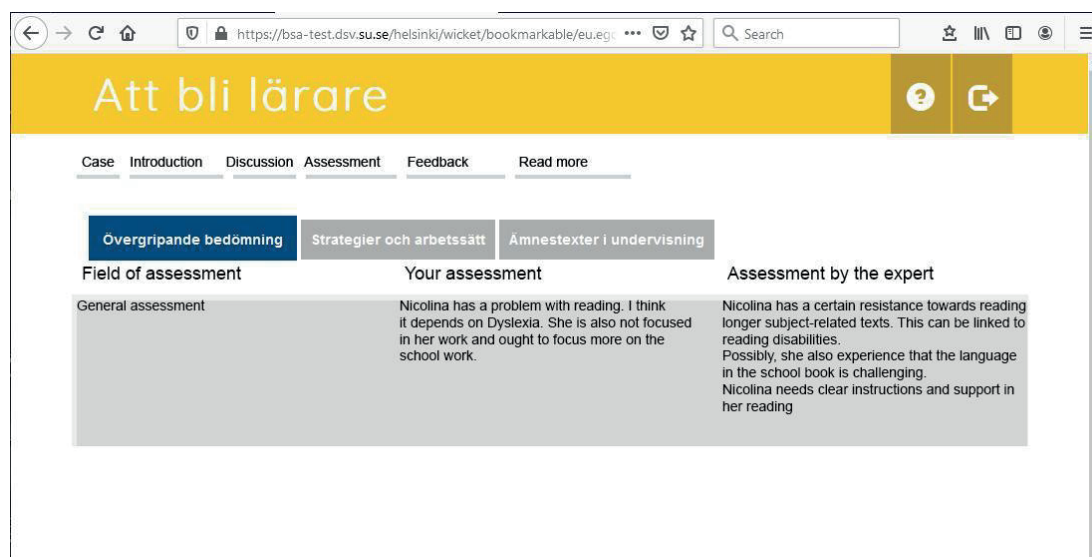 https://bsa-test.dsv.su.se/helsinki/wicket/bookmarkable/eu.eg
Search
Att bli lärare
?
Case Introduction Discussion Assessment Feedback Read more
Övergripande bedömning Strategier och arbetssätt Ämnestexter i undervisning
Field of assessment Your assessment Assessment by the expert
General assessment
Nicolina has a problem with reading. I think
it depends on Dyslexia. She is also not focused
in her work and ought to focus more on the
school work.
Nicolina has a certain resistance towards reading
longer subject-related texts. This can be linked to
reading disabilities.
Possibly, she also experience that the language
in the school book is challenging.
Nicolina needs clear instructions and support in
her reading